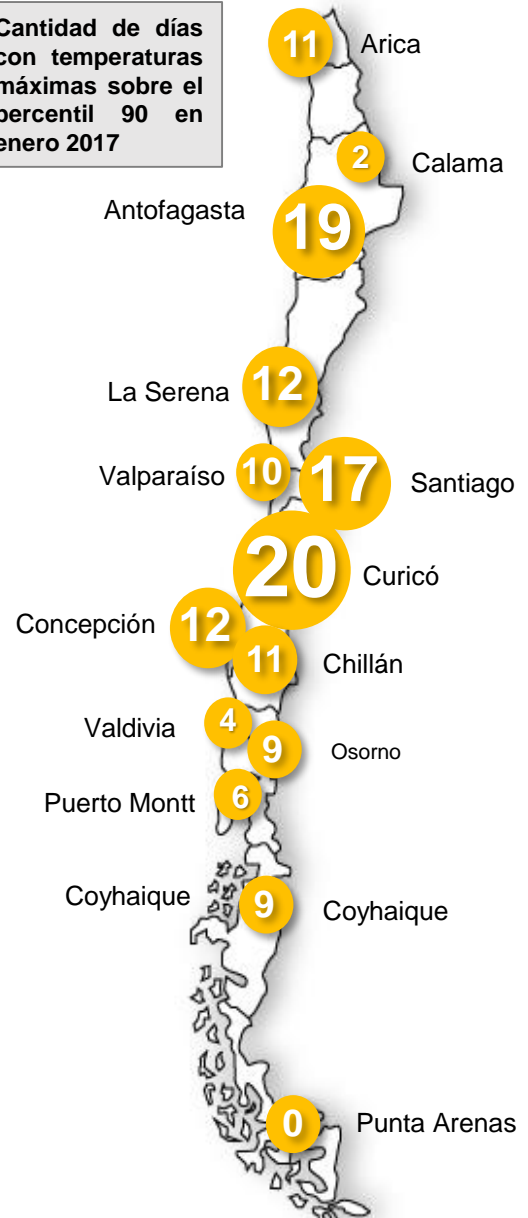 Cantidad de días
con temperaturas
máximas sobre el
percentil 90 en
enero 2017
11 Arica
2 Calama
Antofagasta 19
La Serena 12
Valparaíso 10 17 Santiago
20 Curicó
Concepción 12
11 Chillán
Valdivia 4
9 Osorno
Puerto Montt 6
Coyhaique 9 Coyhaique
0 Punta Arenas